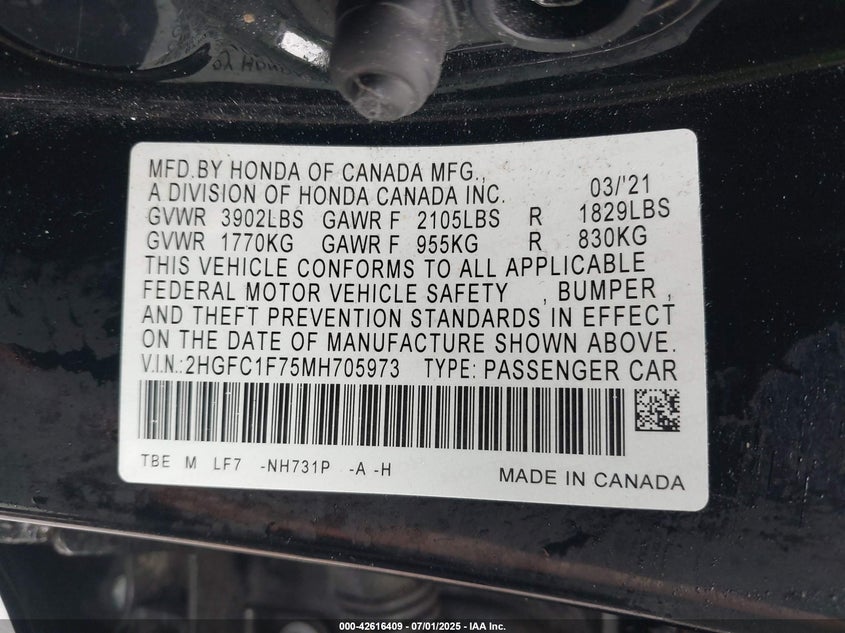 MFD.BY HONDA OF CANADA MFG.,
A DIVISION OF HONDA CANADA INC. 03/'21
GVWR 3902LBS GAWR F 2105LBS R 1829LBS
GVWR 1770KG GAWR F 955KG R 830KG
THIS VEHICLE CONFORMS TO ALL APPLICABLE
FEDERAL MOTOR VEHICLE SAFETY , BUMPER ,
AND THEFT PREVENTION STANDARDS IN EFFECT
ON THE DATE OF MANUFACTURE SHOWN ABOVE.
V.I.N.:2HGFC1F75MH705973 TYPE: PASSENGER CAR
TBE M LF7 -NH731P -A -H MADE IN CANADA
000-42616409 - 07/01/2025 - IAA Inc.